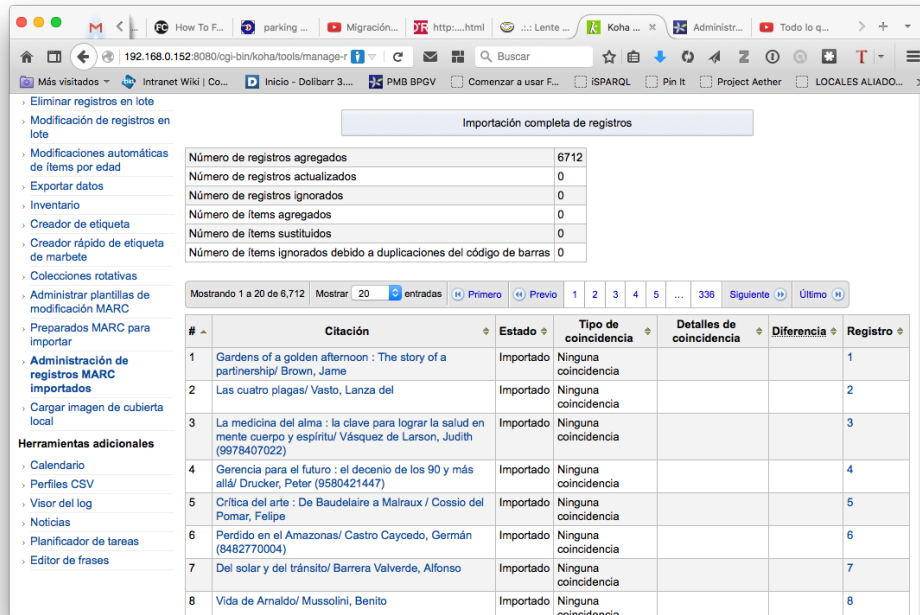 How To F...
parking ...
Migración...
http:....html
..:: Lente ...
Koha ...
Administr...
Todo lo q...
192.168.0.152:8080/cgi-bin/koha/tools/manage-r
Buscar
Más visitados
Intranet Wiki | Co...
Inicio - Dolibarr 3....
PMB BPGV
Comenzar a usar F...
iSPARQL
Pin It
Project Aether
LOCALES ALIADO...
Eliminar registros en lote
Modificación de registros en
lote
Modificaciones automáticas
de ítems por edad
Exportar datos
Inventario
Creador de etiqueta
Creador rápido de etiqueta
de marbete
Colecciones rotativas
Administrar plantillas de
modificación MARC
Preparados MARC para
importar
Administración de
registros MARC
importados
Cargar imagen de cubierta
local
Herramientas adicionales
Calendario
Perfiles CSV
Visor del log
Noticias
Planificador de tareas
Editor de frases
Importación completa de registros
Número de registros agregados 6712
Número de registros actualizados 0
Número de registros ignorados 0
Número de ítems agregados 0
Número de ítems sustituidos 0
Número de ítems ignorados debido a duplicaciones del código de barras 0
Mostrando 1 a 20 de 6,712 Mostrar 20 entradas Primero Previo 1 2 3 4 5 ... 336 Siguiente Último
# Citación Estado Tipo de coincidencia Detalles de coincidencia Diferencia Registro
1 Gardens of a golden afternoon : The story of a Importado Ninguna 1
partinership/ Brown, Jame coincidencia
2 Las cuatro plagas/ Vasto, Lanza del Importado Ninguna 2
coincidencia
3 La medicina del alma : la clave para lograr la salud en Importado Ninguna 3
mente cuerpo y espíritu/ Vásquez de Larson, Judith coincidencia
(9978407022)
4 Gerencia para el futuro : el decenio de los 90 y más Importado Ninguna 4
allá/ Drucker, Peter (9580421447) coincidencia
5 Crítica del arte : De Baudelaire a Malraux / Cossio del Importado Ninguna 5
Pomar, Felipe coincidencia
6 Perdido en el Amazonas/ Castro Caycedo, Germán Importado Ninguna 6
(8482770004) coincidencia
7 Del solar y del tránsito/ Barrera Valverde, Alfonso Importado Ninguna 7
coincidencia
8 Vida de Arnaldo/ Mussolini, Benito Importado Ninguna 8
coincidencia